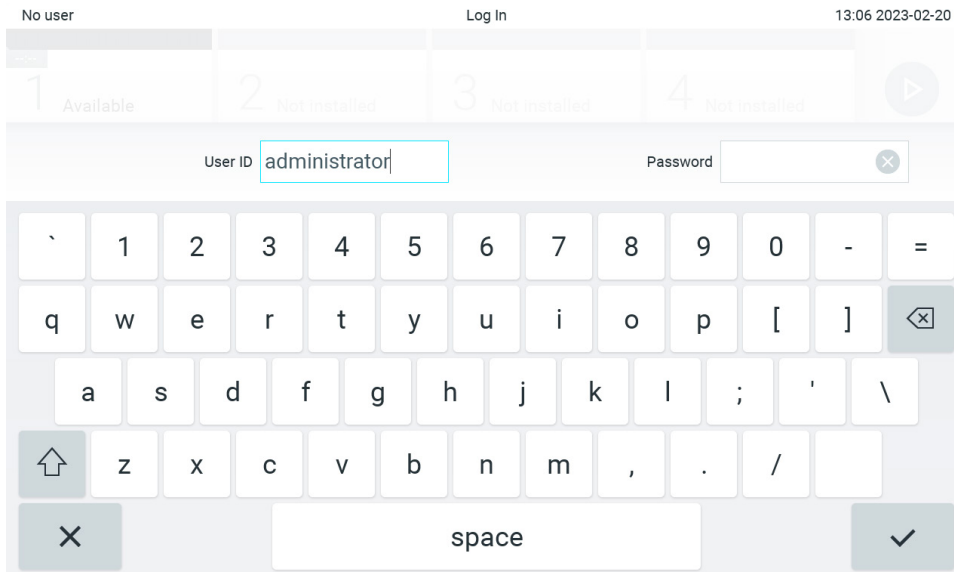 No user Log In 13:06 2023-02-20
1 Available 2 Not installed 3 Not installed 4 Not installed
User ID administrator Password
` 1 2 3 4 5 6 7 8 9 0 - =
q w e r t y u i o p [ ]
a s d f g h j k l ; ' \
z x c v b n m , . /
space